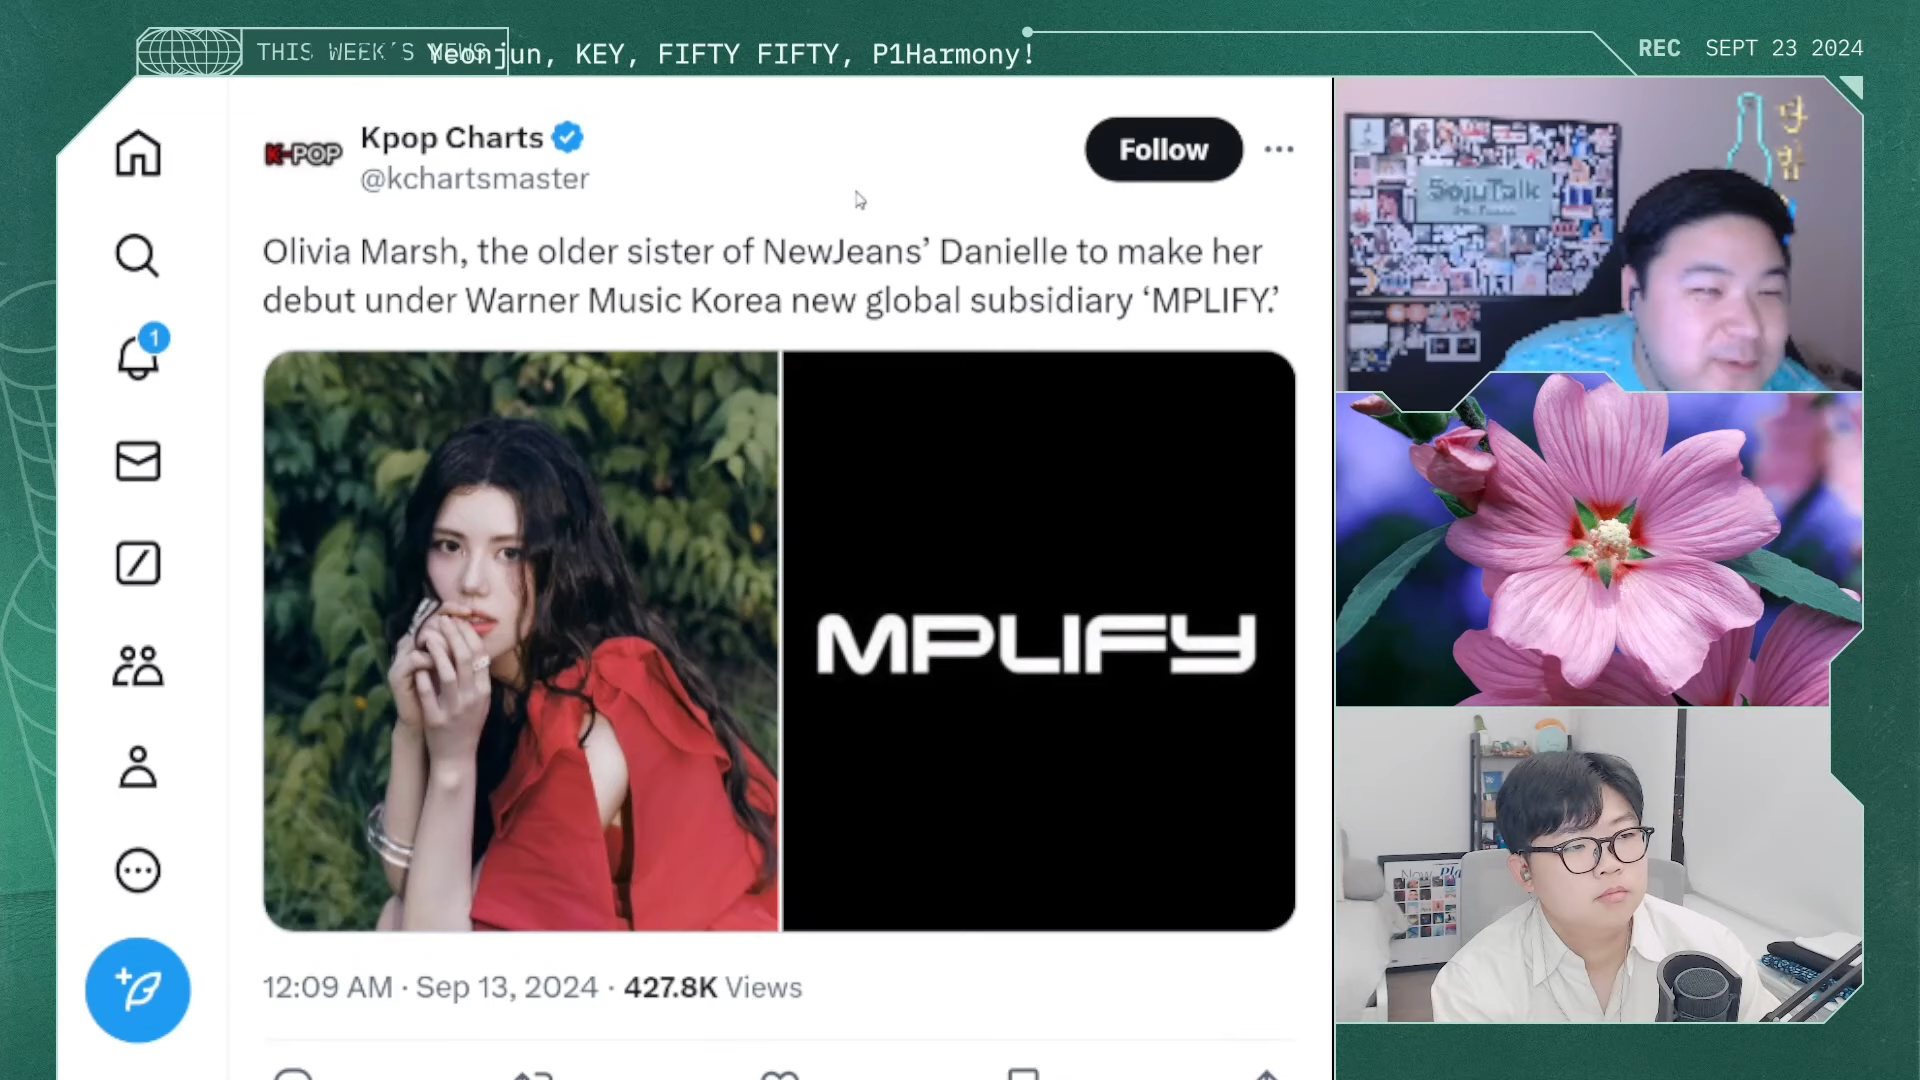 THIS WEEK'S NEWS
Yeonjun, KEY, FIFTY FIFTY, P1Harmony!
REC SEPT 23 2024
K-POP
Kpop Charts
@kchartsmaster
Follow
Olivia Marsh, the older sister of NewJeans’ Danielle to make her
debut under Warner Music Korea new global subsidiary ‘MPLIFY.’
1
MPLIFY
12:09 AM · Sep 13, 2024 · 427.8K Views
SojuTalk